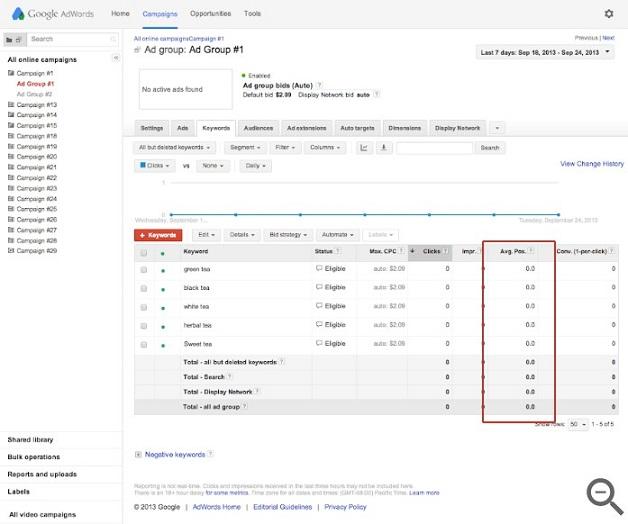 Google AdWords Home Campaigns Opportunities Tools
Search
All online campaigns
Campaign #1
Ad Group #1
Ad Group #2
Campaign #13
Campaign #14
Campaign #15
Campaign #18
Campaign #19
Campaign #20
Campaign #21
Campaign #22
Campaign #23
Campaign #24
Campaign #25
Campaign #26
Campaign #27
Campaign #28
Campaign #29
Shared library
Bulk operations
Reports and uploads
Labels
All video campaigns
All online campaigns Campaign #1
Previous | Next
Ad group: Ad Group #1
Last 7 days: Sep 18, 2013 - Sep 24, 2013
No active ads found
Enabled
Ad group bids (Auto) ?
Default bid $2.09 Display Network bid auto ?
Settings Ads Keywords Audiences Ad extensions Auto targets Dimensions Display Network
All but deleted keywords Segment Filter Columns Search
Clicks vs None Daily
View Change History
1
0
Wednesday, September 1...
Tuesday, September 24, 2013
+ Keywords Edit Details Bid strategy Automate Labels
Keyword Status ? Max. CPC ? Clicks ? Impr. ? Avg. Pos. ? Conv. (1-per-click) ?
green tea Eligible auto: $2.09 0 0.0 0
black tea Eligible auto: $2.09 0 0.0 0
white tea Eligible auto: $2.09 0 0.0 0
herbal tea Eligible auto: $2.09 0 0.0 0
Sweet tea Eligible auto: $2.09 0 0.0 0
Total - all but deleted keywords ? 0 0.0 0
Total - Search ? 0 0.0 0
Total - Display Network ? 0 0.0 0
Total - all ad group ? 0 0.0 0
Show rows: 50 1 - 5 of 5
Negative keywords ?
Reporting is not real-time. Clicks and impressions received in the last three hours may not be included here.
There is an 18+ hour delay for some metrics. Time zone for all dates and times: (GMT-08:00) Pacific Time. Learn more
© 2013 Google | AdWords Home | Editorial Guidelines | Privacy Policy